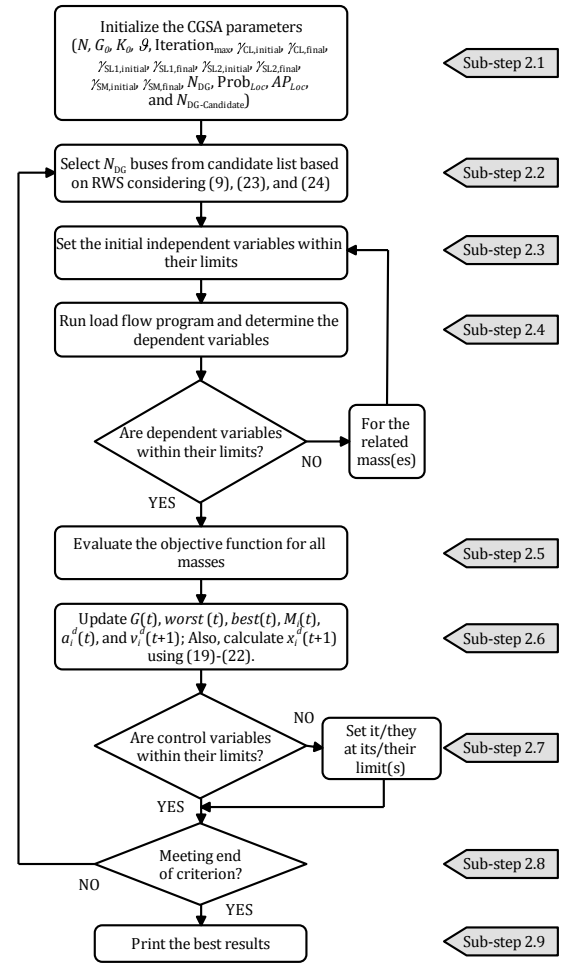 Initialize the CGSA parameters
(N, G₀, K₀, ϑ, Iterationₘₐₓ, γCL,initial, γCL,final,
γSL1,initial, γSL1,final, γSL2,initial, γSL2,final,
γSM,initial, γSM,final, NDG, ProbLoc, APLoc,
and NDG-Candidate)
Sub-step 2.1
Select NDG buses from candidate list based
on RWS considering (9), (23), and (24)
Sub-step 2.2
Set the initial independent variables within
their limits
Sub-step 2.3
Run load flow program and determine the
dependent variables
Sub-step 2.4
Are dependent variables
within their limits?
NO
For the
related
mass(es)
YES
Evaluate the objective function for all
masses
Sub-step 2.5
Update G(t), worst (t), best(t), Mi(t),
aid(t), and vid(t+1); Also, calculate xid(t+1)
using (19)-(22).
Sub-step 2.6
Are control variables
within their limits?
NO
Set it/they
at its/their
limit(s)
Sub-step 2.7
YES
Meeting end
of criterion?
NO
Sub-step 2.8
YES
Print the best results
Sub-step 2.9